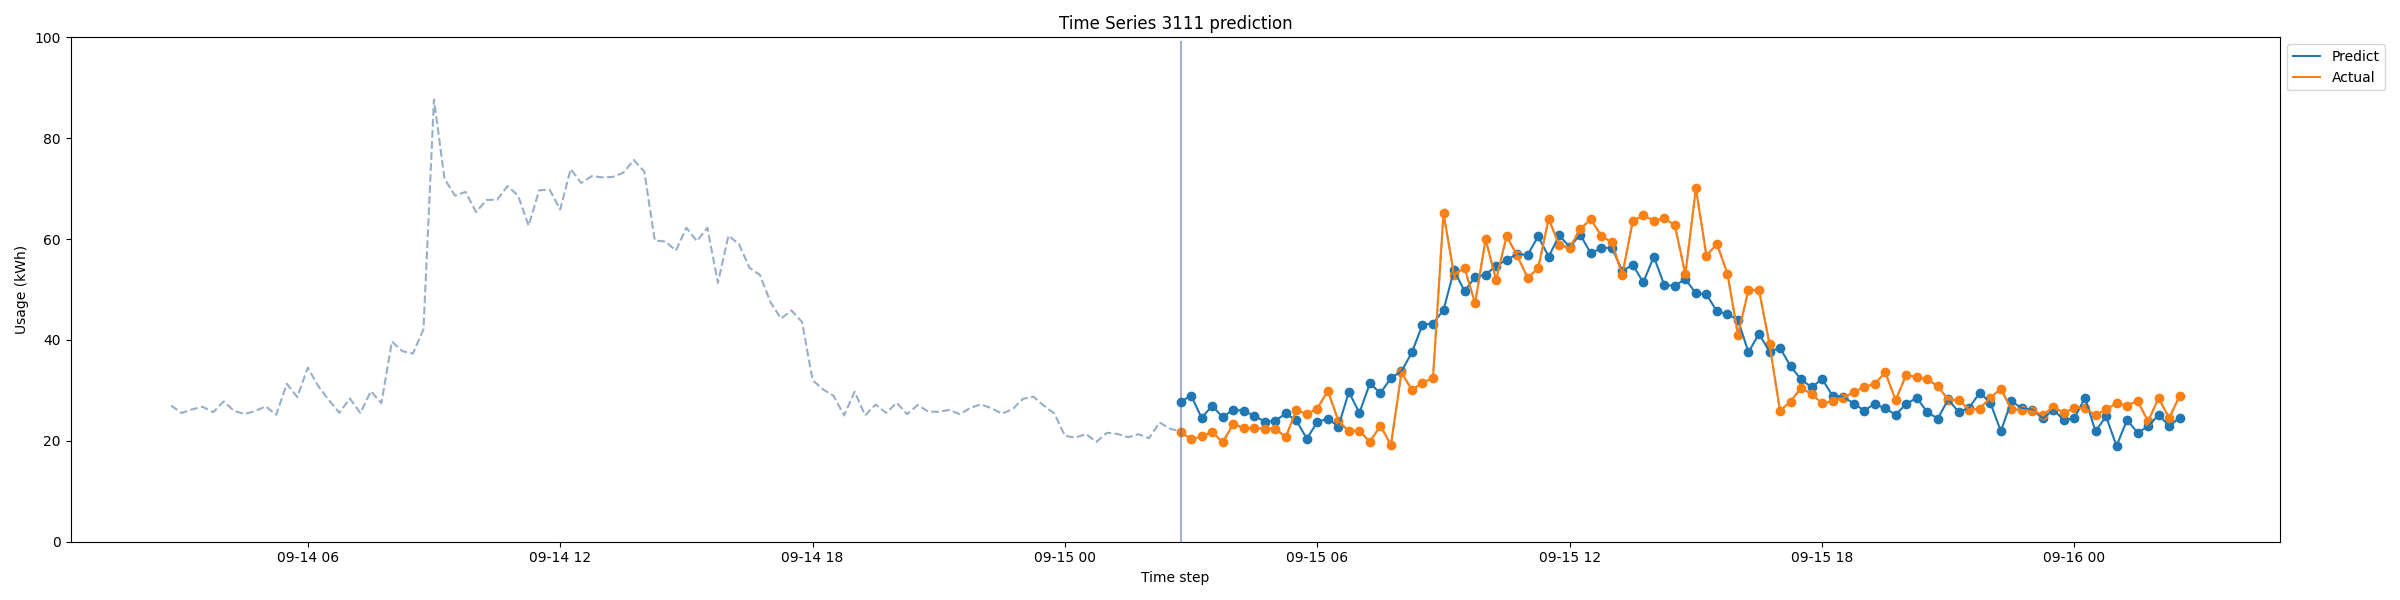 Time Series 3111 prediction
Predict
Actual
Usage (kWh)
100
80
60
40
20
0
09-14 06
09-14 12
09-14 18
09-15 00
09-15 06
09-15 12
09-15 18
09-16 00
Time step